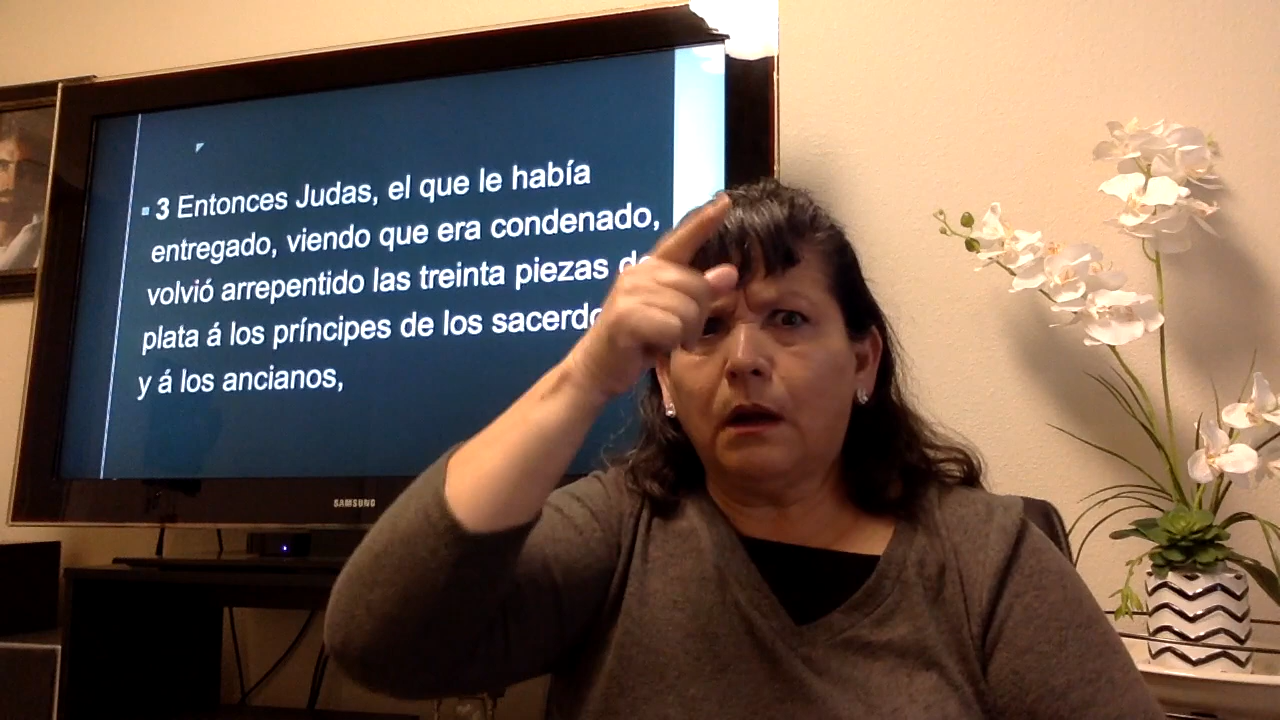 3 Entonces Judas, el que le había
entregado, viendo que era condenado,
volvió arrepentido las treinta piezas
plata á los príncipes de los
y á los ancianos,
SAMSUNG